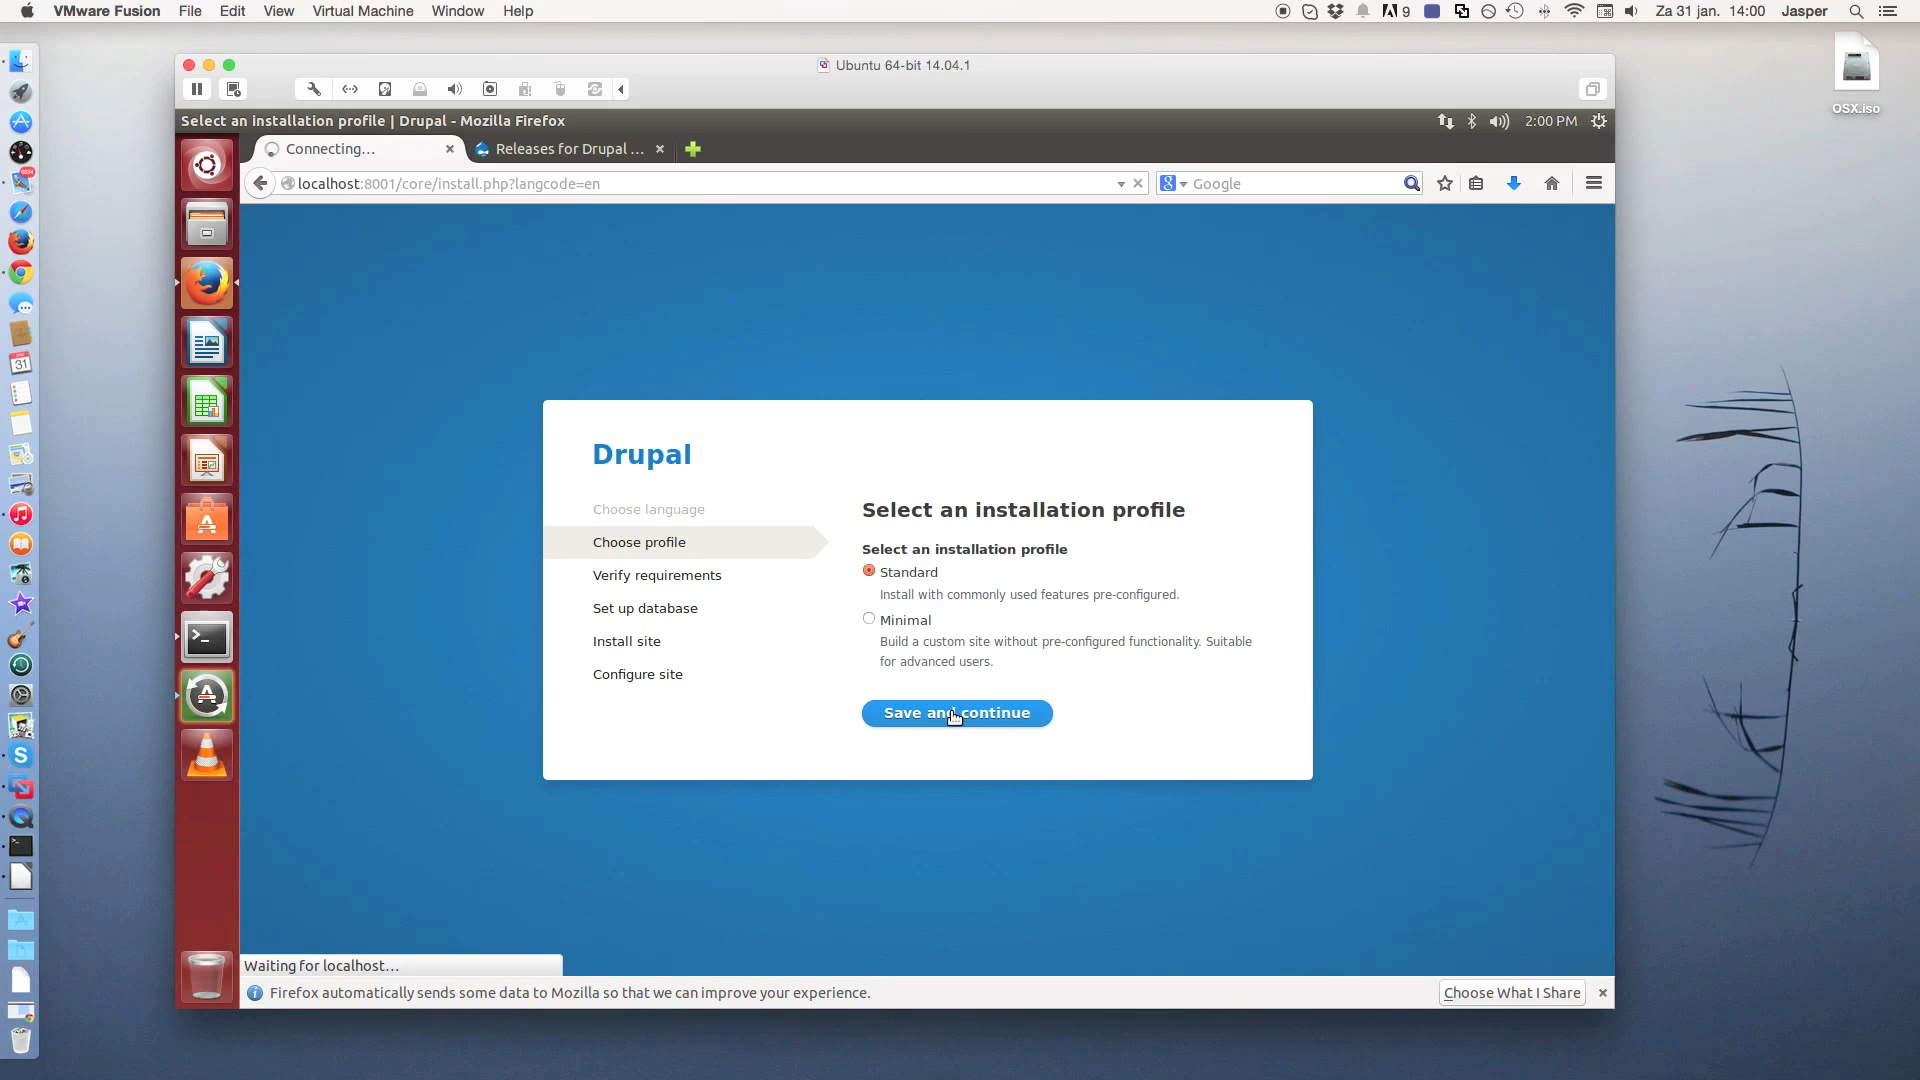 VMware Fusion File Edit View Virtual Machine Window Help
9 Za 31 jan. 14:00 Jasper
Ubuntu 64-bit 14.04.1
OSX.iso
Select an installation profile | Drupal - Mozilla Firefox
2:00 PM
Connecting...
Releases for Drupal ...
localhost:8001/core/install.php?langcode=en
Google
Drupal
Choose language
Choose profile
Verify requirements
Set up database
Install site
Configure site
Select an installation profile
Select an installation profile
Standard
Install with commonly used features pre-configured.
Minimal
Build a custom site without pre-configured functionality. Suitable
for advanced users.
Save and continue
Waiting for localhost...
Firefox automatically sends some data to Mozilla so that we can improve your experience.
Choose What I Share